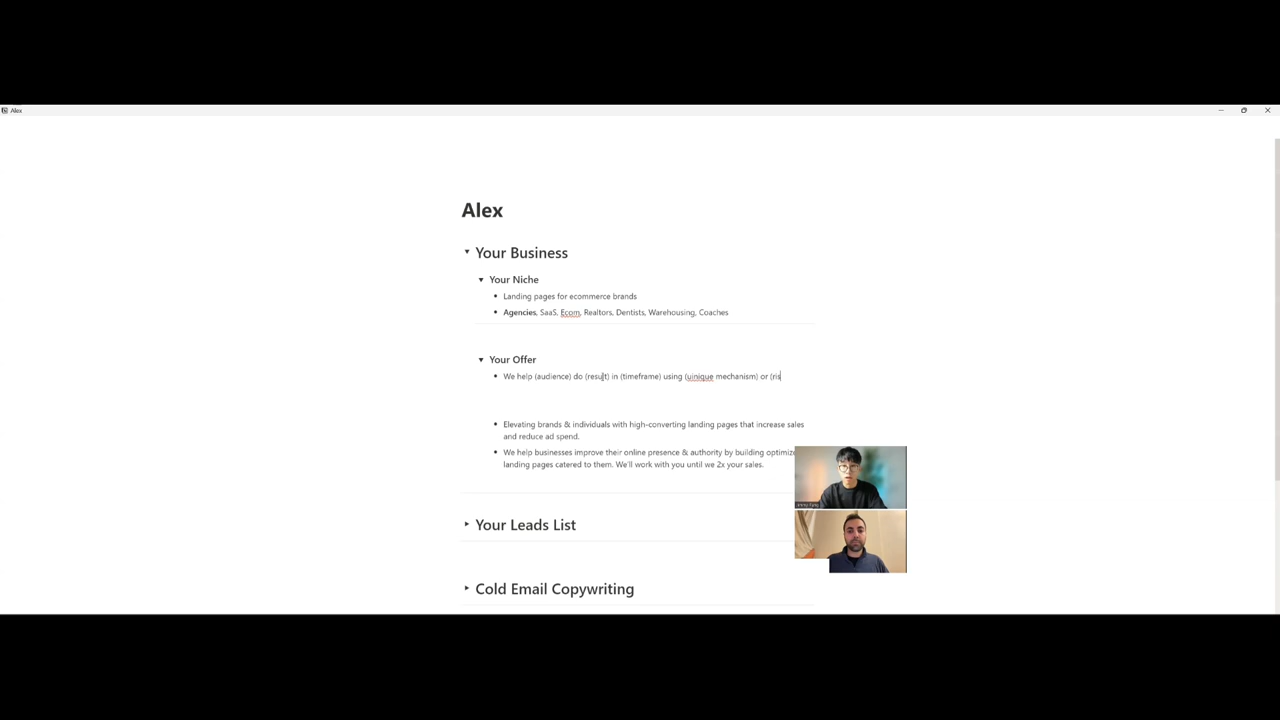 Alex
Alex
Your Business
Your Niche
Landing pages for ecommerce brands
Agencies, SaaS, Ecom, Realtors, Dentists, Warehousing, Coaches
Your Offer
We help (audience) do (result) in (timeframe) using (uinique mechanism) or (ris
Elevating brands & individuals with high-converting landing pages that increase sales
and reduce ad spend.
We help businesses improve their online presence & authority by building optimize
landing pages catered to them. We'll work with you until we 2x your sales.
Your Leads List
Cold Email Copywriting